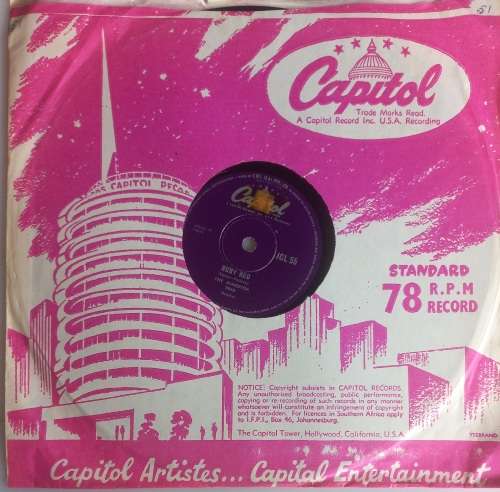 51
Capitol
Trade Marks Read.
A Capitol Record Inc. U.S.A. Recording
CAPITOL RECO
Capitol
RUBY RED
STANDARD
78 R.P.M
RECORD
NOTICE: Copyright subsists in CAPITOL RECORDS.
Any unauthorised broadcasting, public performance,
copying or re-recording of such records in any manner
whatsoever will constitute an infringement of copyright
and is forbidden. For licences in Southern Africa apply
to I.F.P.I., Box 96, Johannesburg.
The Capitol Tower, Hollywood, California, U.S.A.
Capitol Artistes... Capital Entertainment